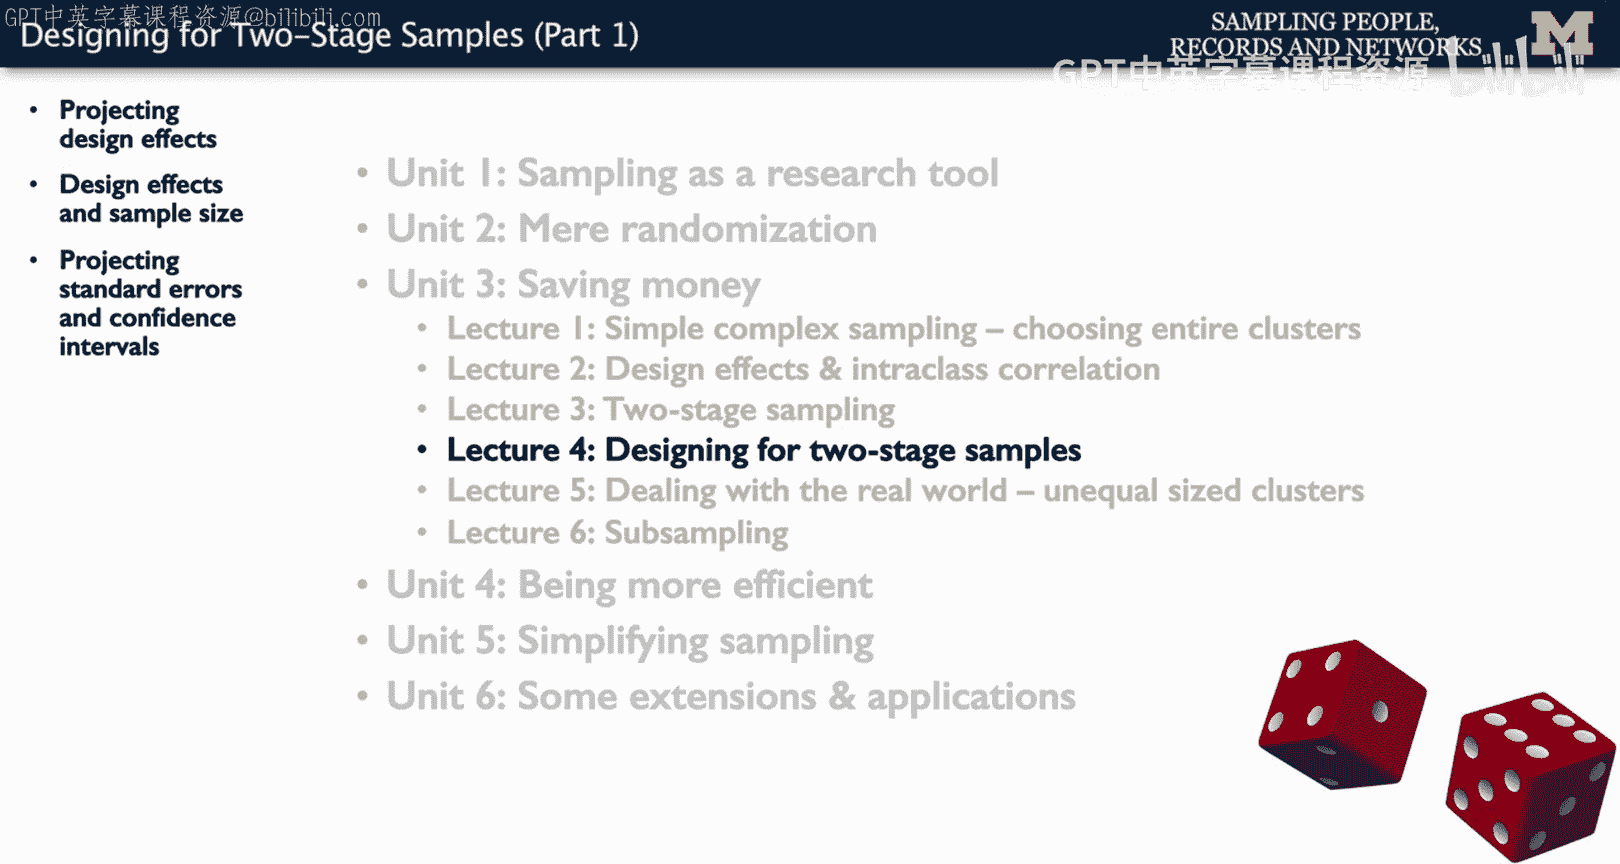 GPT中英字幕课程资源@bilibili.com
Designing for Two-Stage Samples (Part 1)
SAMPLING PEOPLE,
RECORDS AND NETWORKS
M
GPT中英字幕课程资源 bilibili
• Projecting
design effects
• Design effects
and sample size
• Projecting
standard errors
and confidence
intervals
• Unit 1: Sampling as a research tool
• Unit 2: Mere randomization
• Unit 3: Saving money
• Lecture 1: Simple complex sampling – choosing entire clusters
• Lecture 2: Design effects & intraclass correlation
• Lecture 3: Two-stage sampling
• Lecture 4: Designing for two-stage samples
• Lecture 5: Dealing with the real world – unequal sized clusters
• Lecture 6: Subsampling
• Unit 4: Being more efficient
• Unit 5: Simplifying sampling
• Unit 6: Some extensions & applications